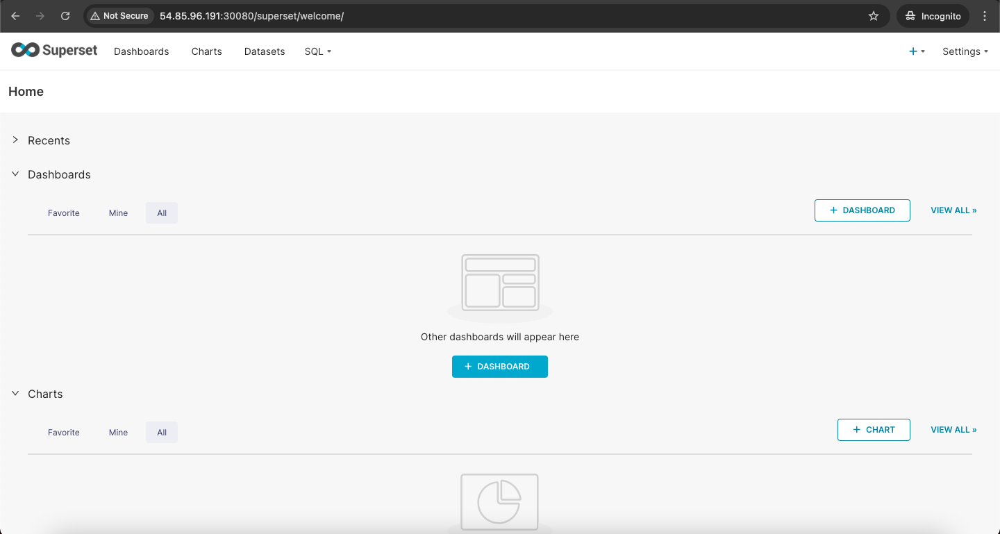 Not Secure 54.85.96.191:30080/superset/welcome/ Incognito
Superset Dashboards Charts Datasets SQL + Settings
Home
Recents
Dashboards
Favorite Mine All + DASHBOARD VIEW ALL »
Other dashboards will appear here
+ DASHBOARD
Charts
Favorite Mine All + CHART VIEW ALL »